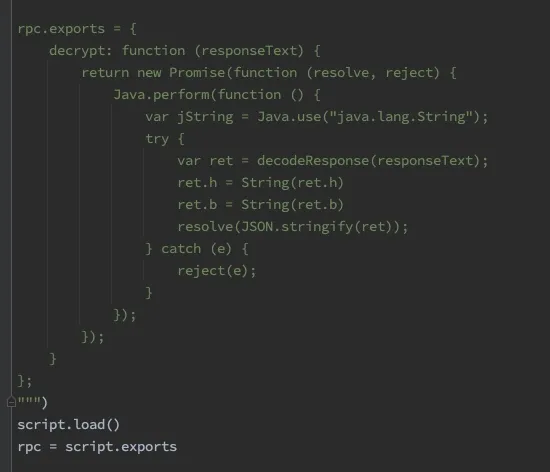 rpc.exports = {
    decrypt: function (responseText) {
        return new Promise(function (resolve, reject) {
            Java.perform(function () {
                var jString = Java.use("java.lang.String");
                try {
                    var ret = decodeResponse(responseText);
                    ret.h = String(ret.h)
                    ret.b = String(ret.b)
                    resolve(JSON.stringify(ret));
                } catch (e) {
                    reject(e);
                }
            });
        });
    }
};
""")
script.load()
rpc = script.exports